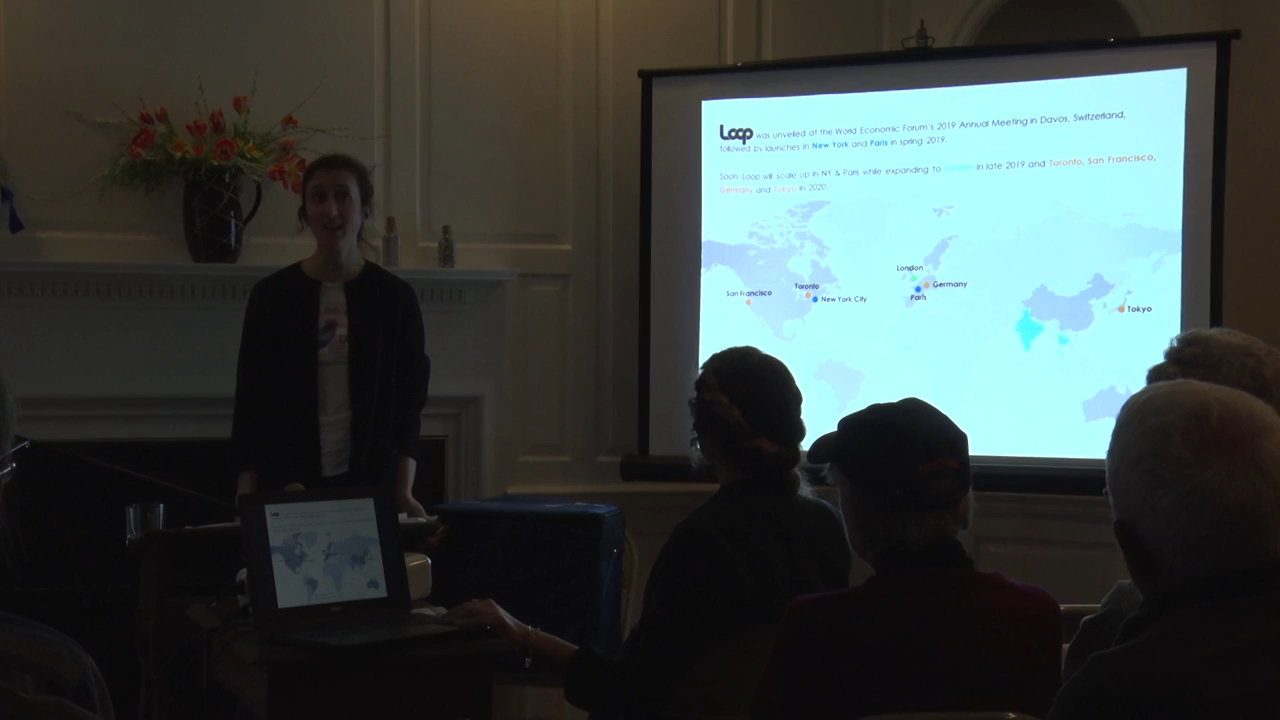 Loop was unveiled at the World Economic Forum's 2019 Annual Meeting in Davos, Switzerland,
followed by launches in New York and Paris in spring 2019.
Soon, Loop will scale up in NY & Paris while expanding to London in late 2019 and Toronto, San Francisco,
Germany and Tokyo in 2020.
London
San Francisco
Toronto
Germany
New York City
Paris
Tokyo
Loop